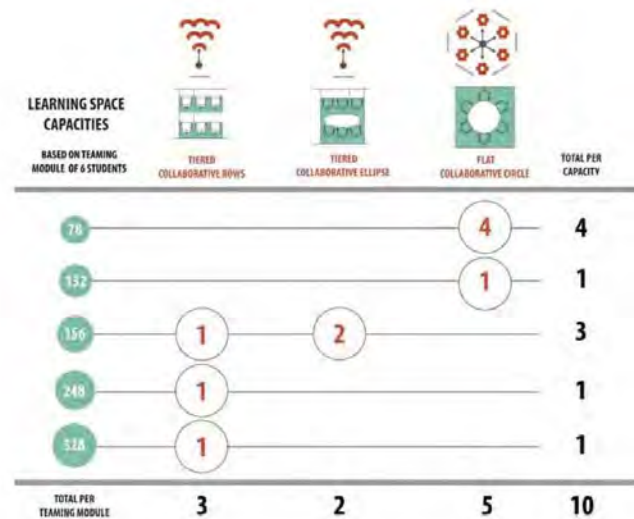 LEARNING SPACE
CAPACITIES
BASED ON TEAMING
MODULE OF 6 STUDENTS
TIERED
COLLABORATIVE ROWS
TIERED
COLLABORATIVE ELLIPSE
FLAT
COLLABORATIVE CIRCLE
TOTAL PER
CAPACITY
78 4 4
132 1 1
156 1 2 3
248 1 1
328 1 1
TOTAL PER
TEAMING MODULE
3 2 5 10